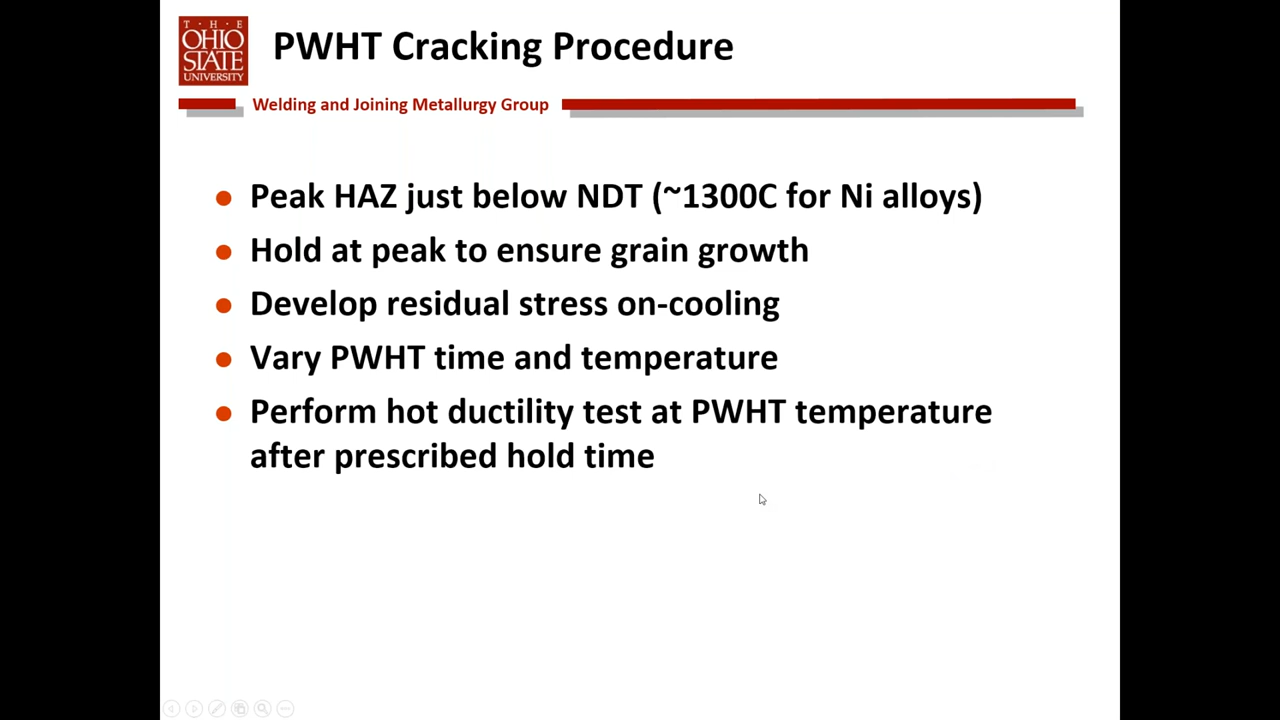 T · H · E
OHIO
STATE
UNIVERSITY
PWHT Cracking Procedure
Welding and Joining Metallurgy Group
● Peak HAZ just below NDT (~1300C for Ni alloys)
● Hold at peak to ensure grain growth
● Develop residual stress on-cooling
● Vary PWHT time and temperature
● Perform hot ductility test at PWHT temperature
after prescribed hold time